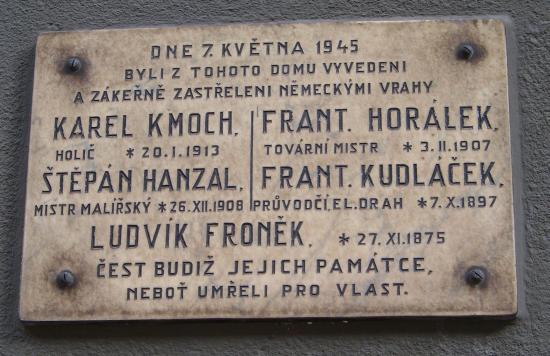 DNE 7. KVĚTNA 1945
BYLI Z TOHOTO DOMU VYVEDENI
A ZÁKEŘNĚ ZASTŘELENI NĚMECKÝMI VRAHY
KAREL KMOCH,
HOLIČ * 20.I.1913
ŠTĚPÁN HANZAL,
MISTR MALÍŘSKÝ * 26.XII.1908
FRANT. HORÁLEK,
TOVÁRNÍ MISTR * 3.II.1907
FRANT. KUDLÁČEK,
PRŮVODČÍ, EL. DRAH * 7.X.1897
LUDVÍK FRONĚK, * 27.XI.1875
ČEST BUDIŽ JEJICH PAMÁTCE,
NEBOŤ UMŘELI PRO VLAST.